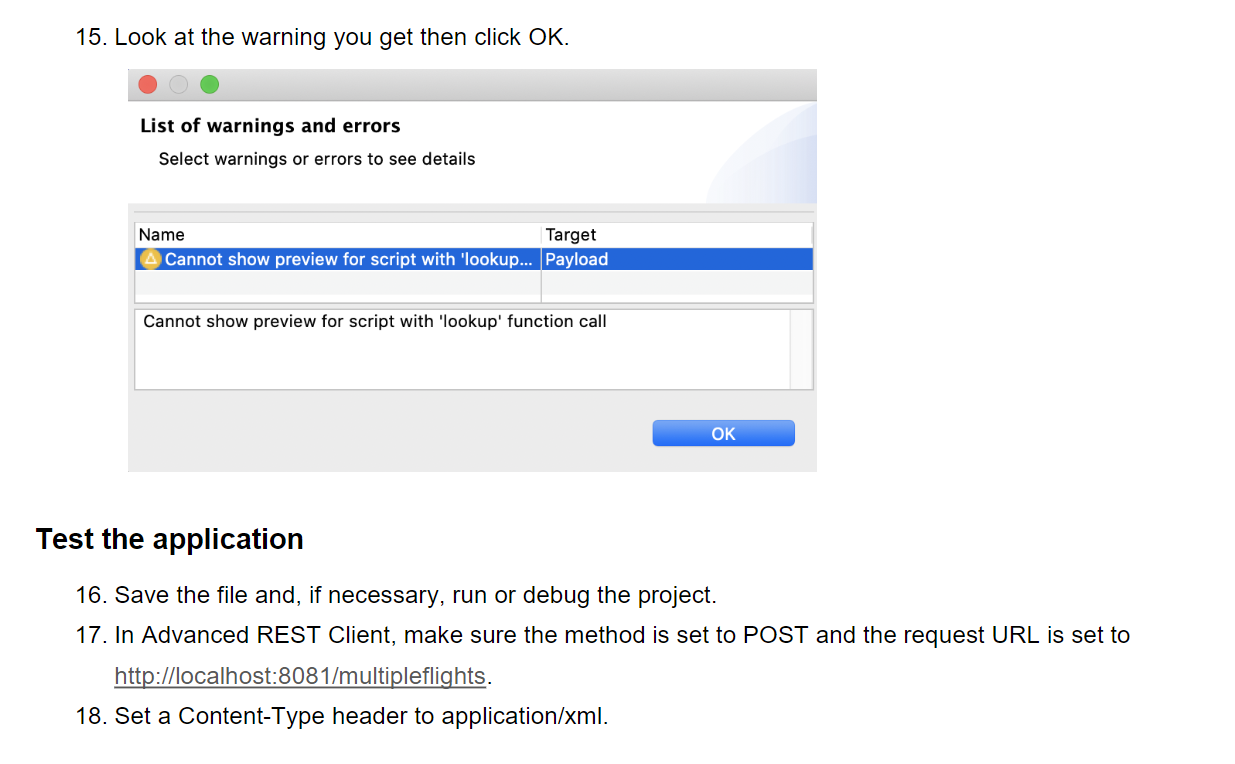 15. Look at the warning you get then click OK.
List of warnings and errors
Select warnings or errors to see details
Name Target
Cannot show preview for script with 'lookup... Payload
Cannot show preview for script with 'lookup' function call
OK
Test the application
16. Save the file and, if necessary, run or debug the project.
17. In Advanced REST Client, make sure the method is set to POST and the request URL is set to
http://localhost:8081/multipleflights.
18. Set a Content-Type header to application/xml.